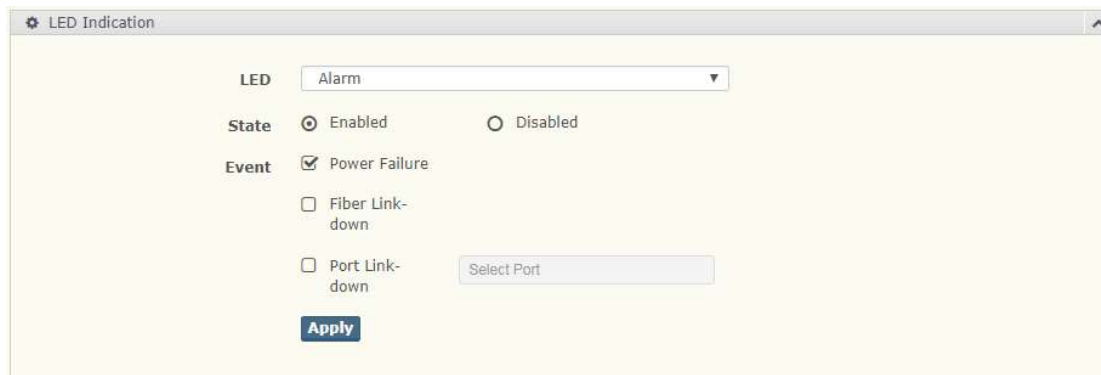 LED Indication
LED Alarm
State Enabled Disabled
Event Power Failure
Fiber Link-
down
Port Link- Select Port
down
Apply